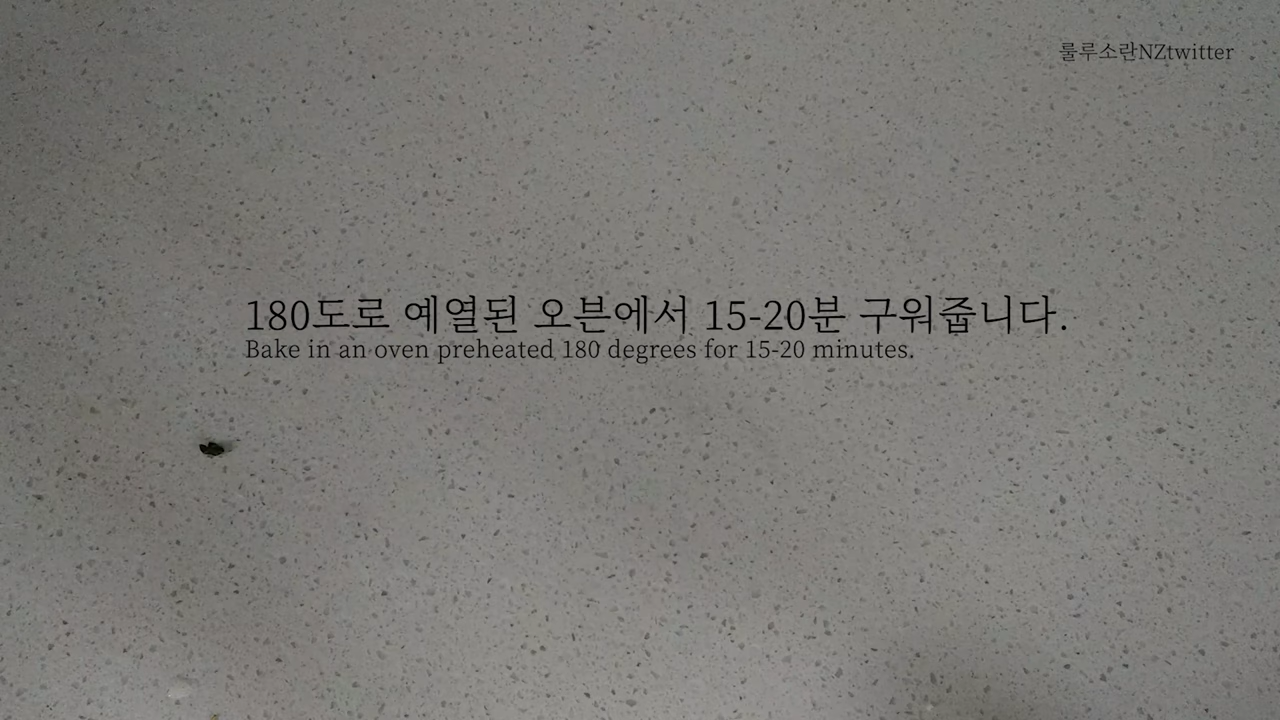 룰루소란NZtwitter
180도로 예열된 오븐에서 15-20분 구워줍니다.
Bake in an oven preheated 180 degrees for 15-20 minutes.